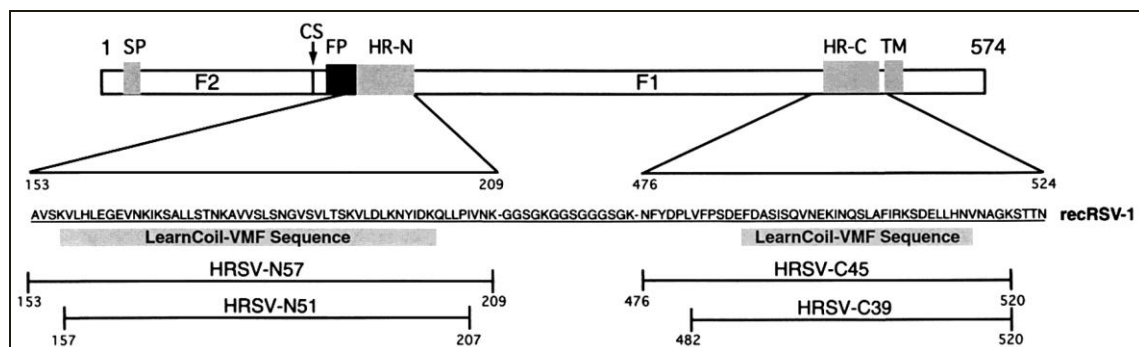 1 SP CS FP HR-N HR-C TM 574
F2 F1
153 209 476 524
AVSKVLHLEGEVNKIKSALLSTNKAVVSLSNGVSVLTSKVLDLKNYIDKQLLPIVNK-GGSGKGGSGGGSGK-NFYDPLVFPSDEFDASISQVNEKINQSLAFIRKSDELLHNVNAGKSTTN recRSV-1
LearnCoil-VMF Sequence LearnCoil-VMF Sequence
HRSV-N57 HRSV-C45
153 209 476 520
HRSV-N51 HRSV-C39
157 207 482 520